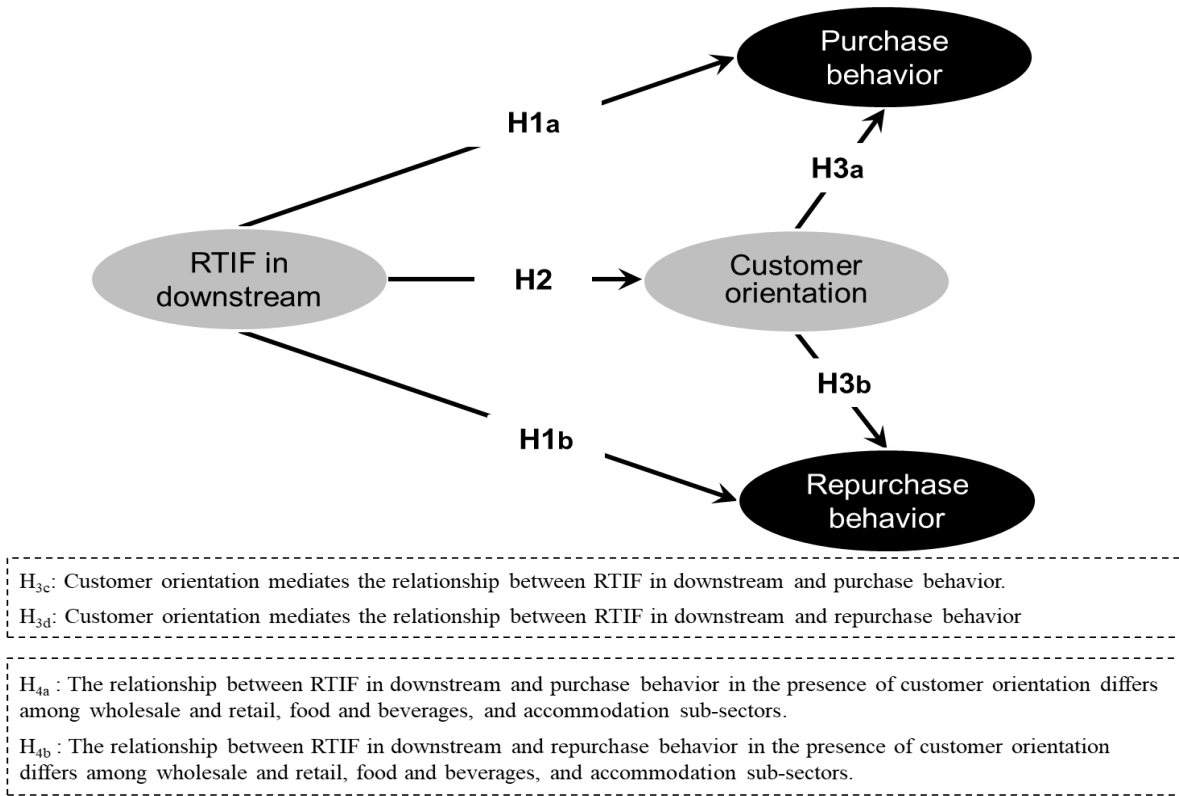 Purchase
behavior
H1a
H3a
RTIF in
downstream
H2
Customer
orientation
H3b
H1b
Repurchase
behavior
H3c: Customer orientation mediates the relationship between RTIF in downstream and purchase behavior.
H3d: Customer orientation mediates the relationship between RTIF in downstream and repurchase behavior
H4a : The relationship between RTIF in downstream and purchase behavior in the presence of customer orientation differs
among wholesale and retail, food and beverages, and accommodation sub-sectors.
H4b : The relationship between RTIF in downstream and repurchase behavior in the presence of customer orientation
differs among wholesale and retail, food and beverages, and accommodation sub-sectors.